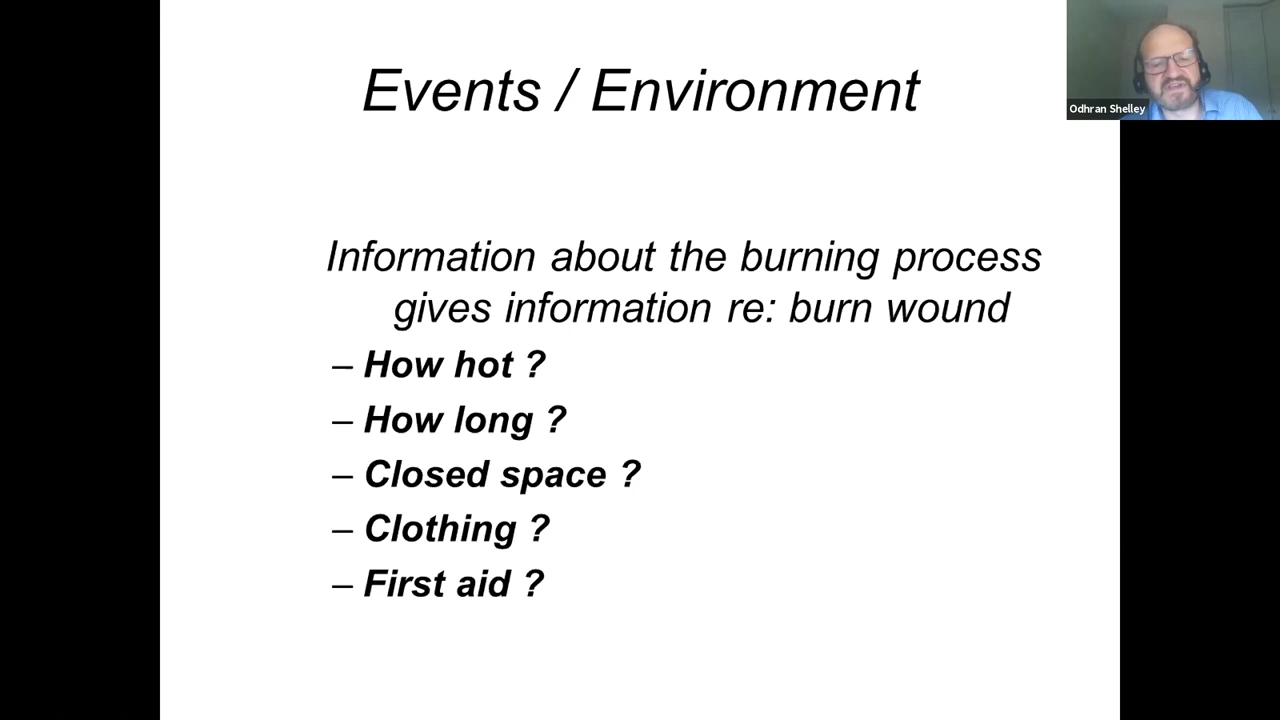 Events / Environment
Odhran Shelley
Information about the burning process
gives information re: burn wound
– How hot ?
– How long ?
– Closed space ?
– Clothing ?
– First aid ?